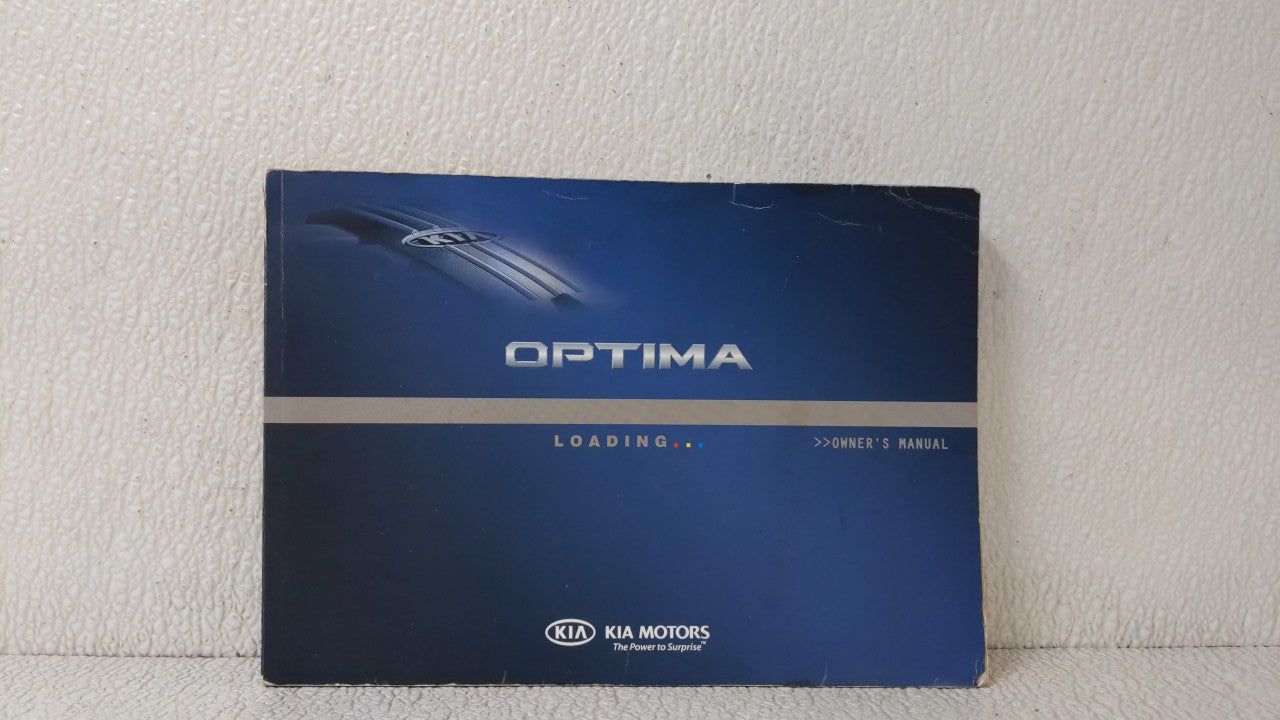 KIA
OPTIMA
LOADING...
>>OWNER'S MANUAL
KIA KIA MOTORS
The Power to Surprise™